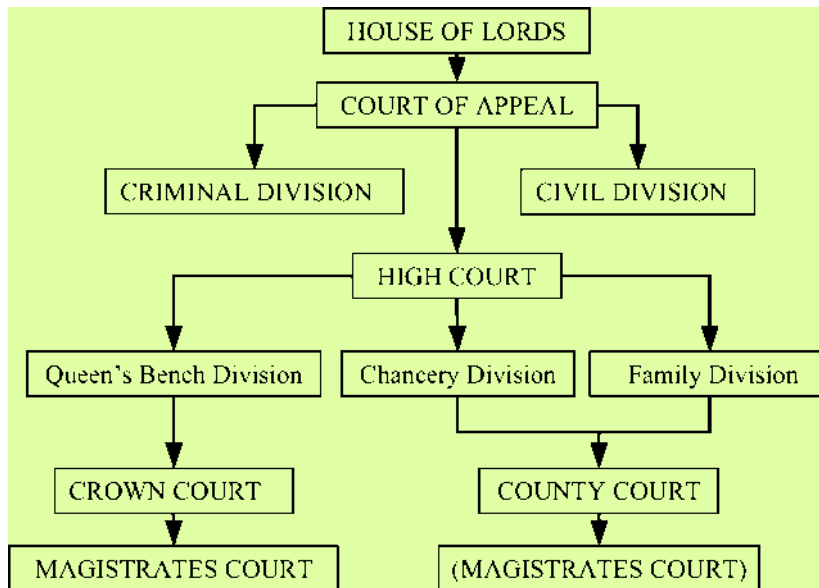 HOUSE OF LORDS
COURT OF APPEAL
CRIMINAL DIVISION
CIVIL DIVISION
HIGH COURT
Queen's Bench Division
Chancery Division
Family Division
CROWN COURT
COUNTY COURT
MAGISTRATES COURT
(MAGISTRATES COURT)